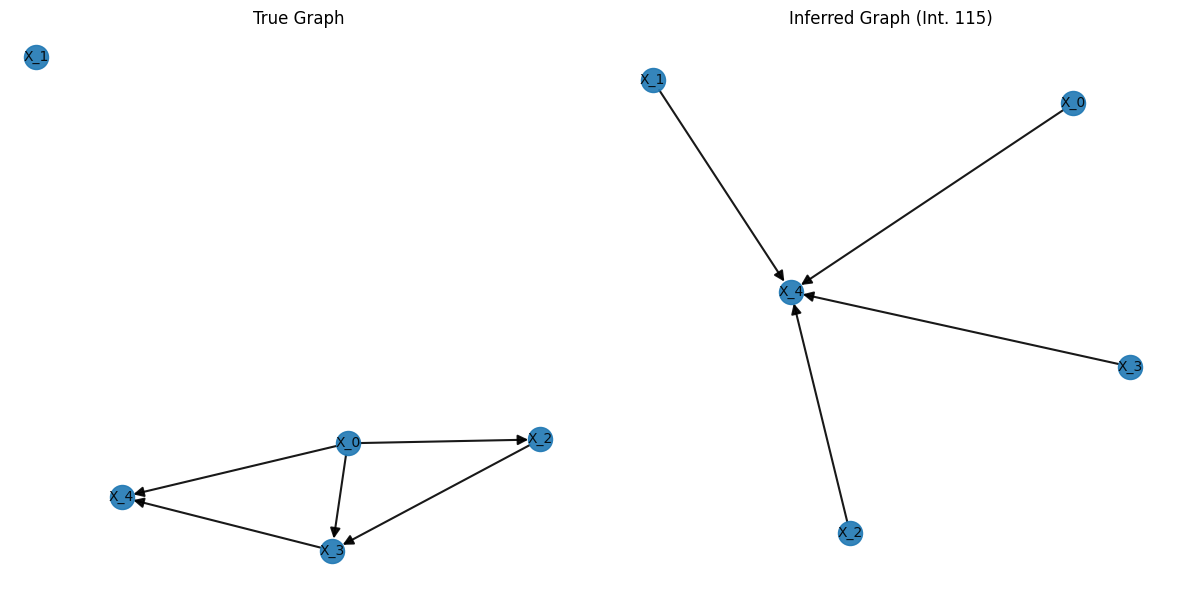 True Graph
X_1
X_0
X_2
X_4
X_3
Inferred Graph (Int. 115)
X_1
X_0
X_4
X_3
X_2